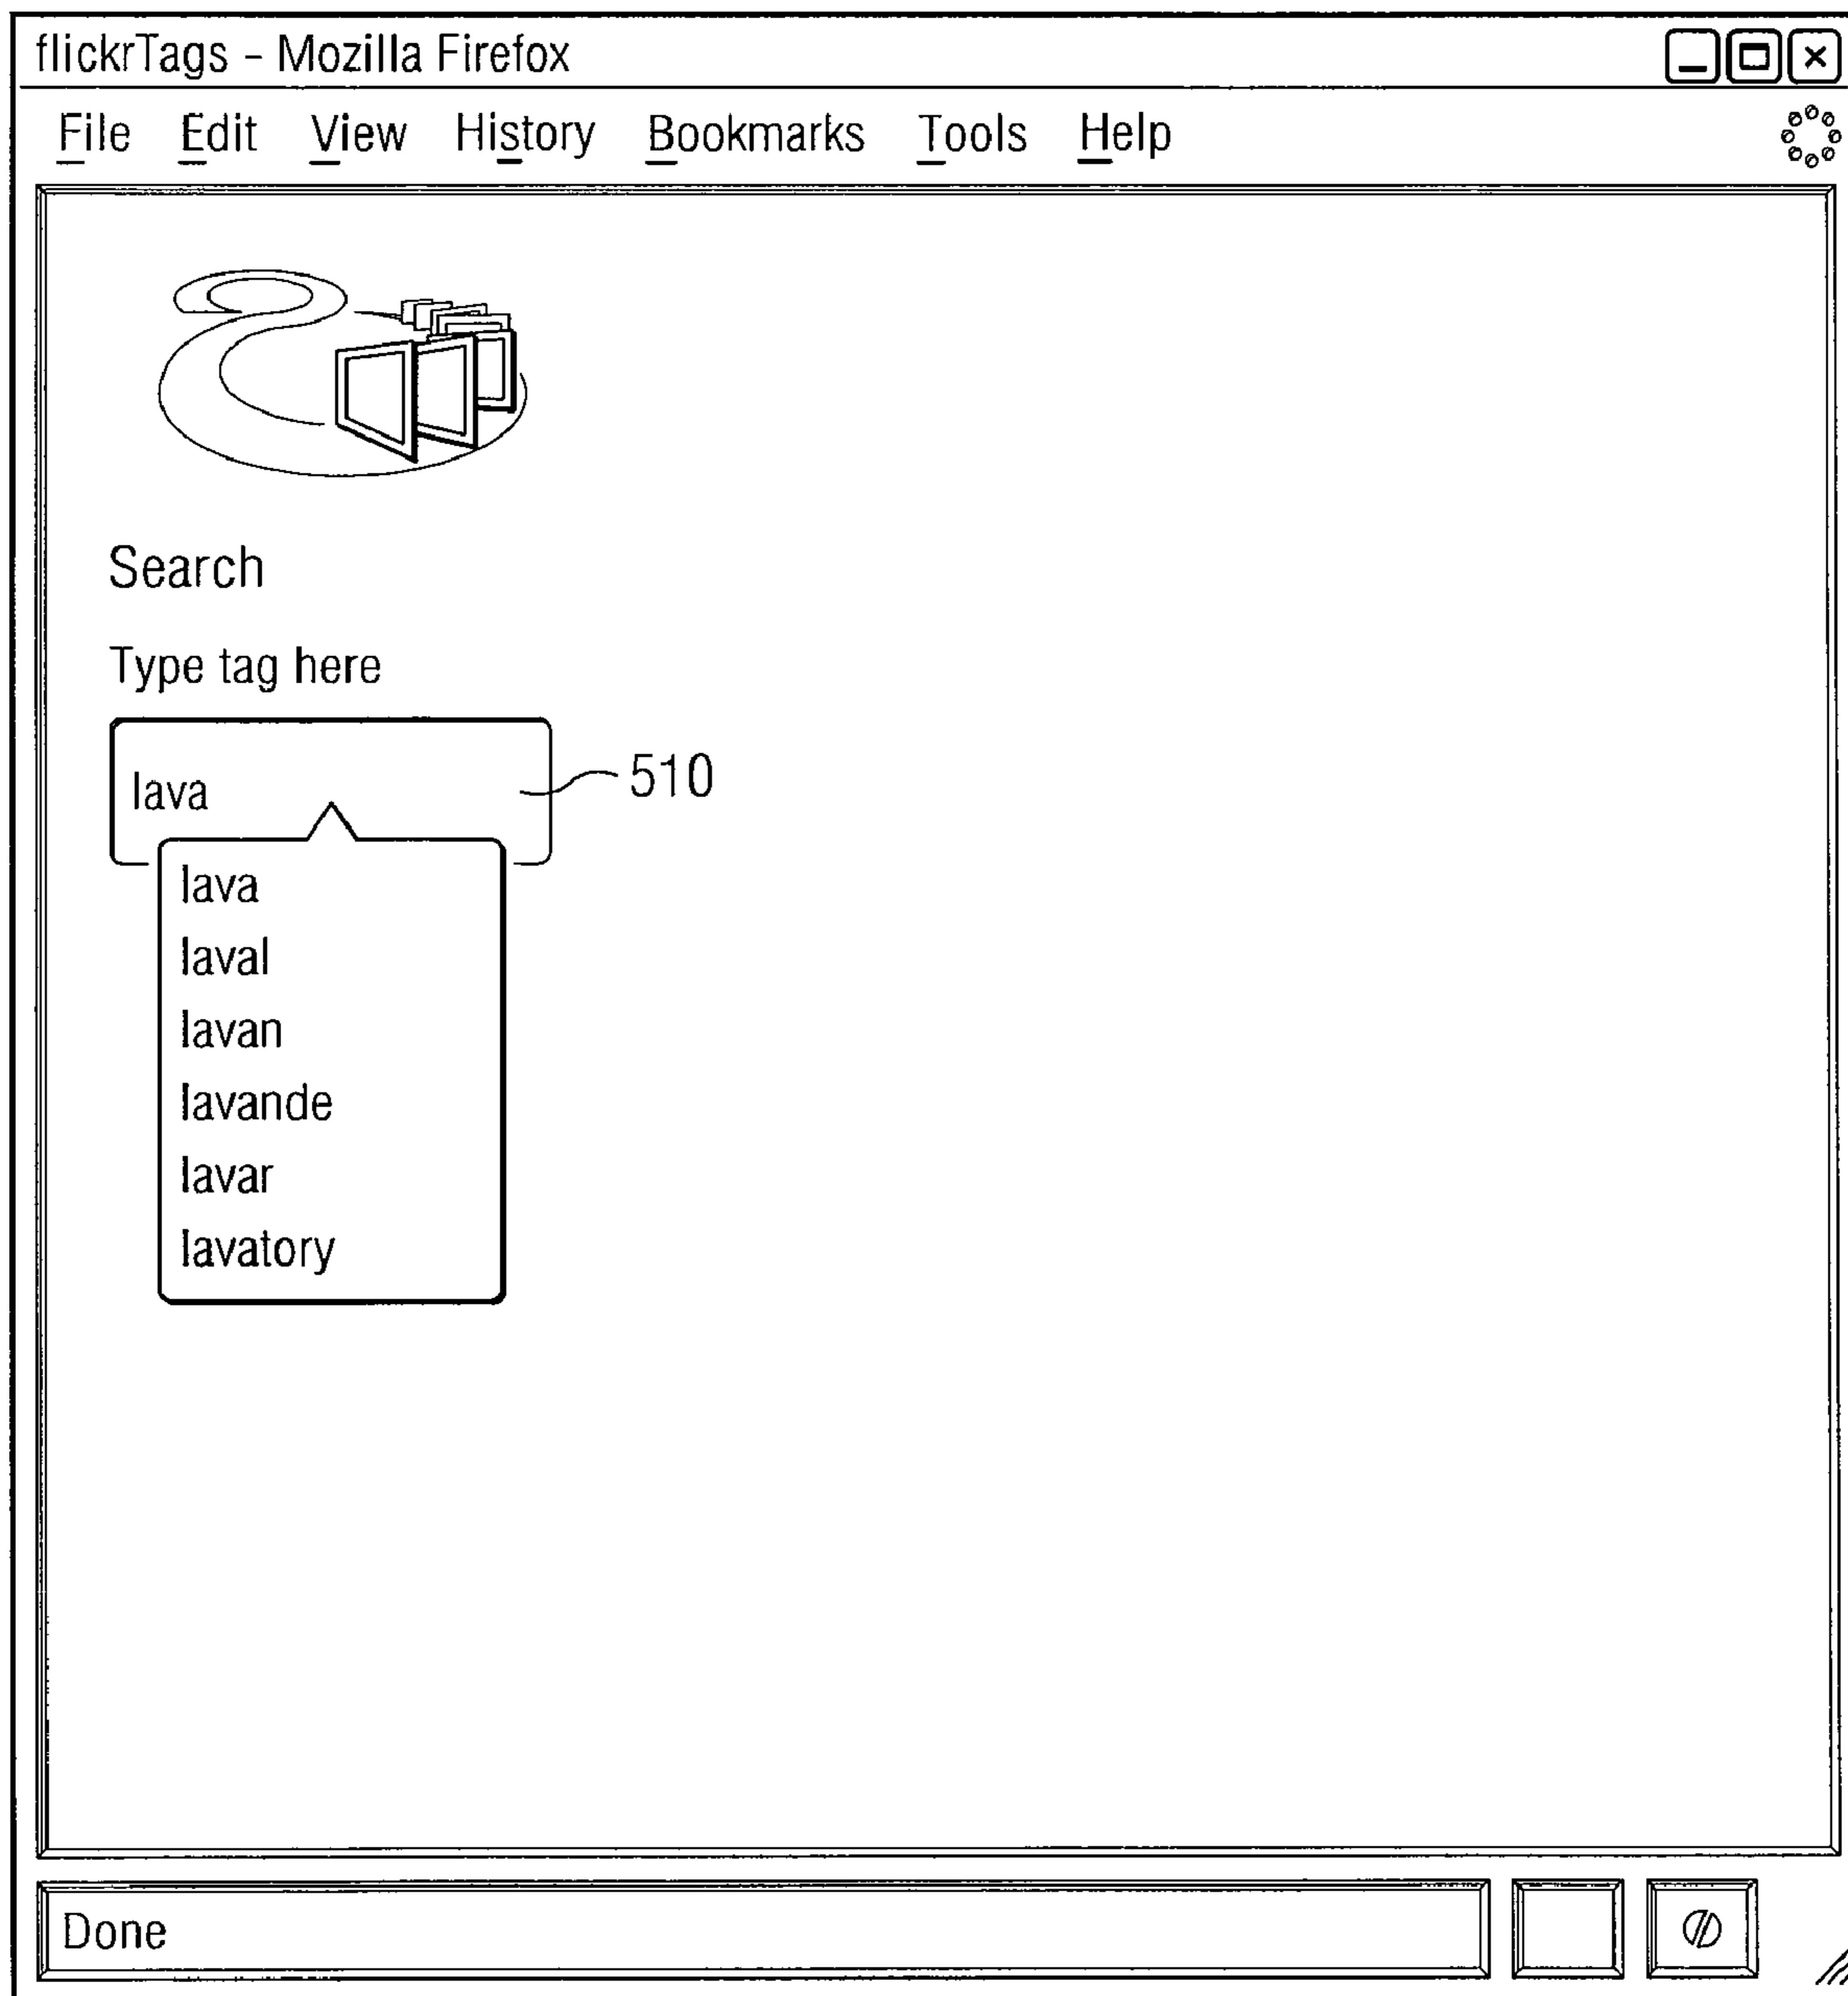 flickrTags - Mozilla Firefox
File Edit View History Bookmarks Tools Help
Search
Type tag here
lava
510
lava
laval
lavan
lavande
lavar
lavatory
Done